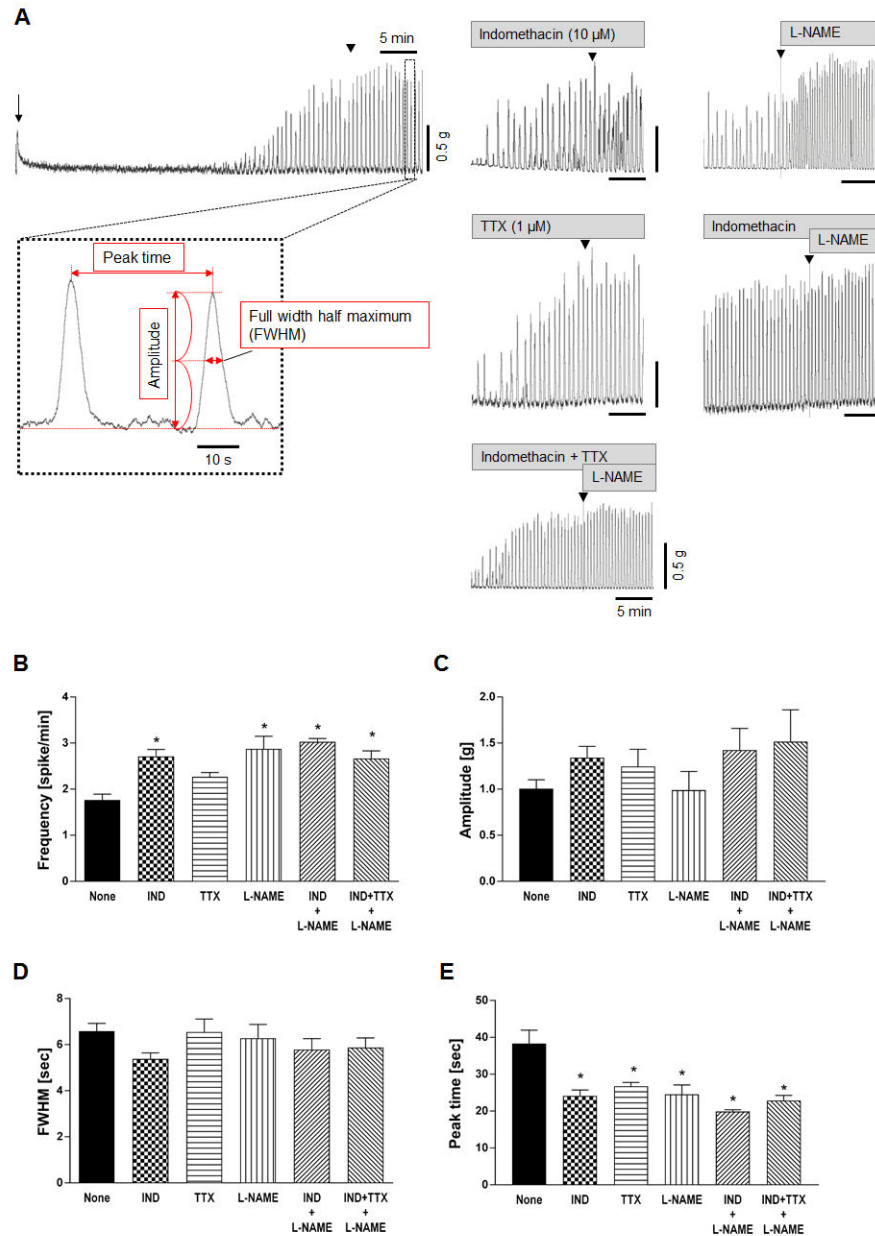 A
5 min
0.5 g
Peak time
Amplitude
Full width half maximum
(FWHM)
10 s
Indomethacin (10 µM)
L-NAME
TTX (1 µM)
Indomethacin
L-NAME
Indomethacin + TTX
L-NAME
0.5 g
5 min
B
Frequency [spike/min]
4
3
2
1
0
* * * *
None IND TTX L-NAME IND + L-NAME IND+TTX + L-NAME
C
Amplitude [g]
2.0
1.5
1.0
0.5
0.0
None IND TTX L-NAME IND + L-NAME IND+TTX + L-NAME
D
FWHM [sec]
8
6
4
2
0
None IND TTX L-NAME IND + L-NAME IND+TTX + L-NAME
E
Peak time [sec]
50
40
30
20
10
0
* * * * *
None IND TTX L-NAME IND + L-NAME IND+TTX + L-NAME